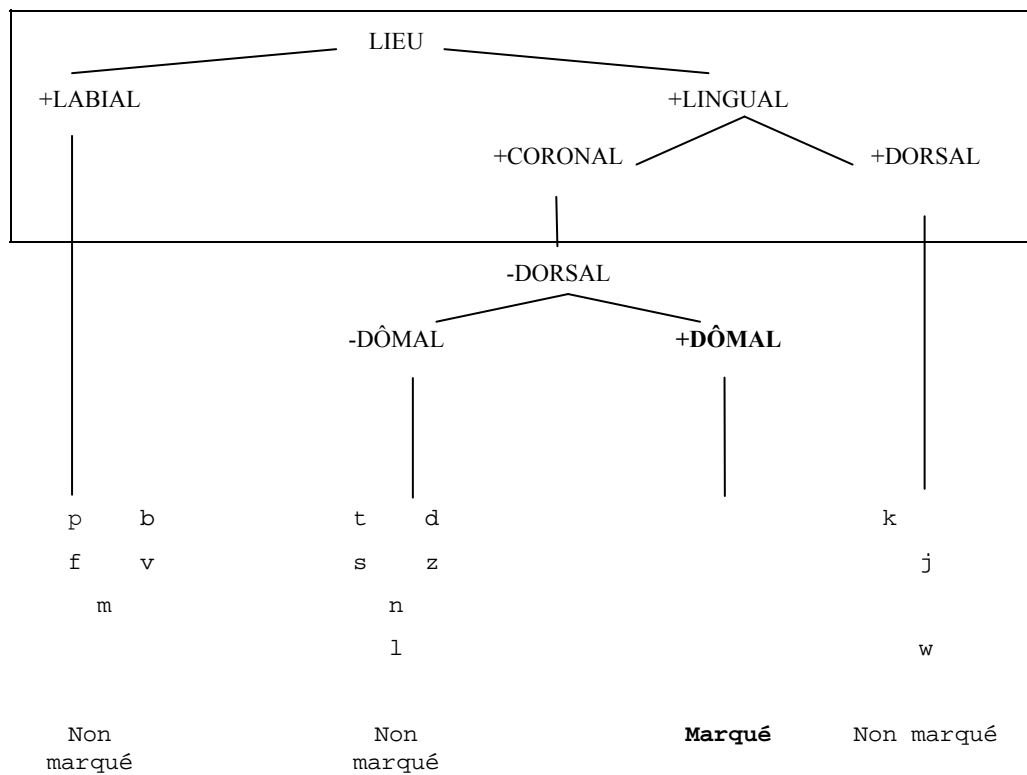 LIEU
+LABIAL +LINGUAL
+CORONAL +DORSAL
-DORSAL
-DÔMAL +DÔMAL
p b t d k
f v s z j
m n
l w
Non Non Marqué Non marqué
marqué marqué